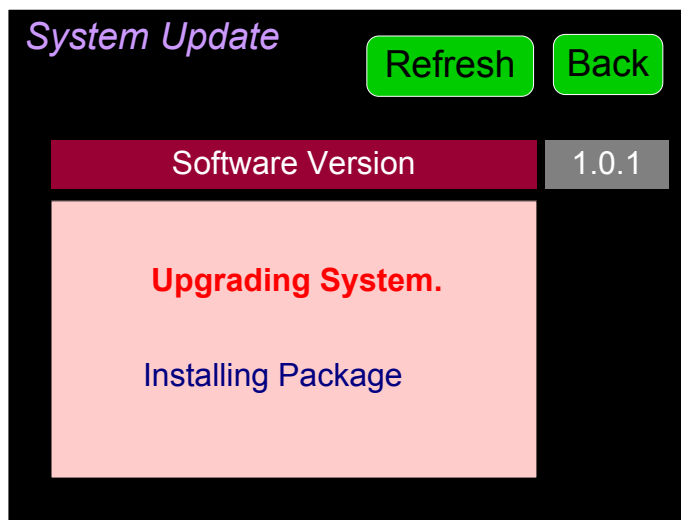 System Update
Refresh
Back
Software Version
1.0.1
Upgrading System.
Installing Package